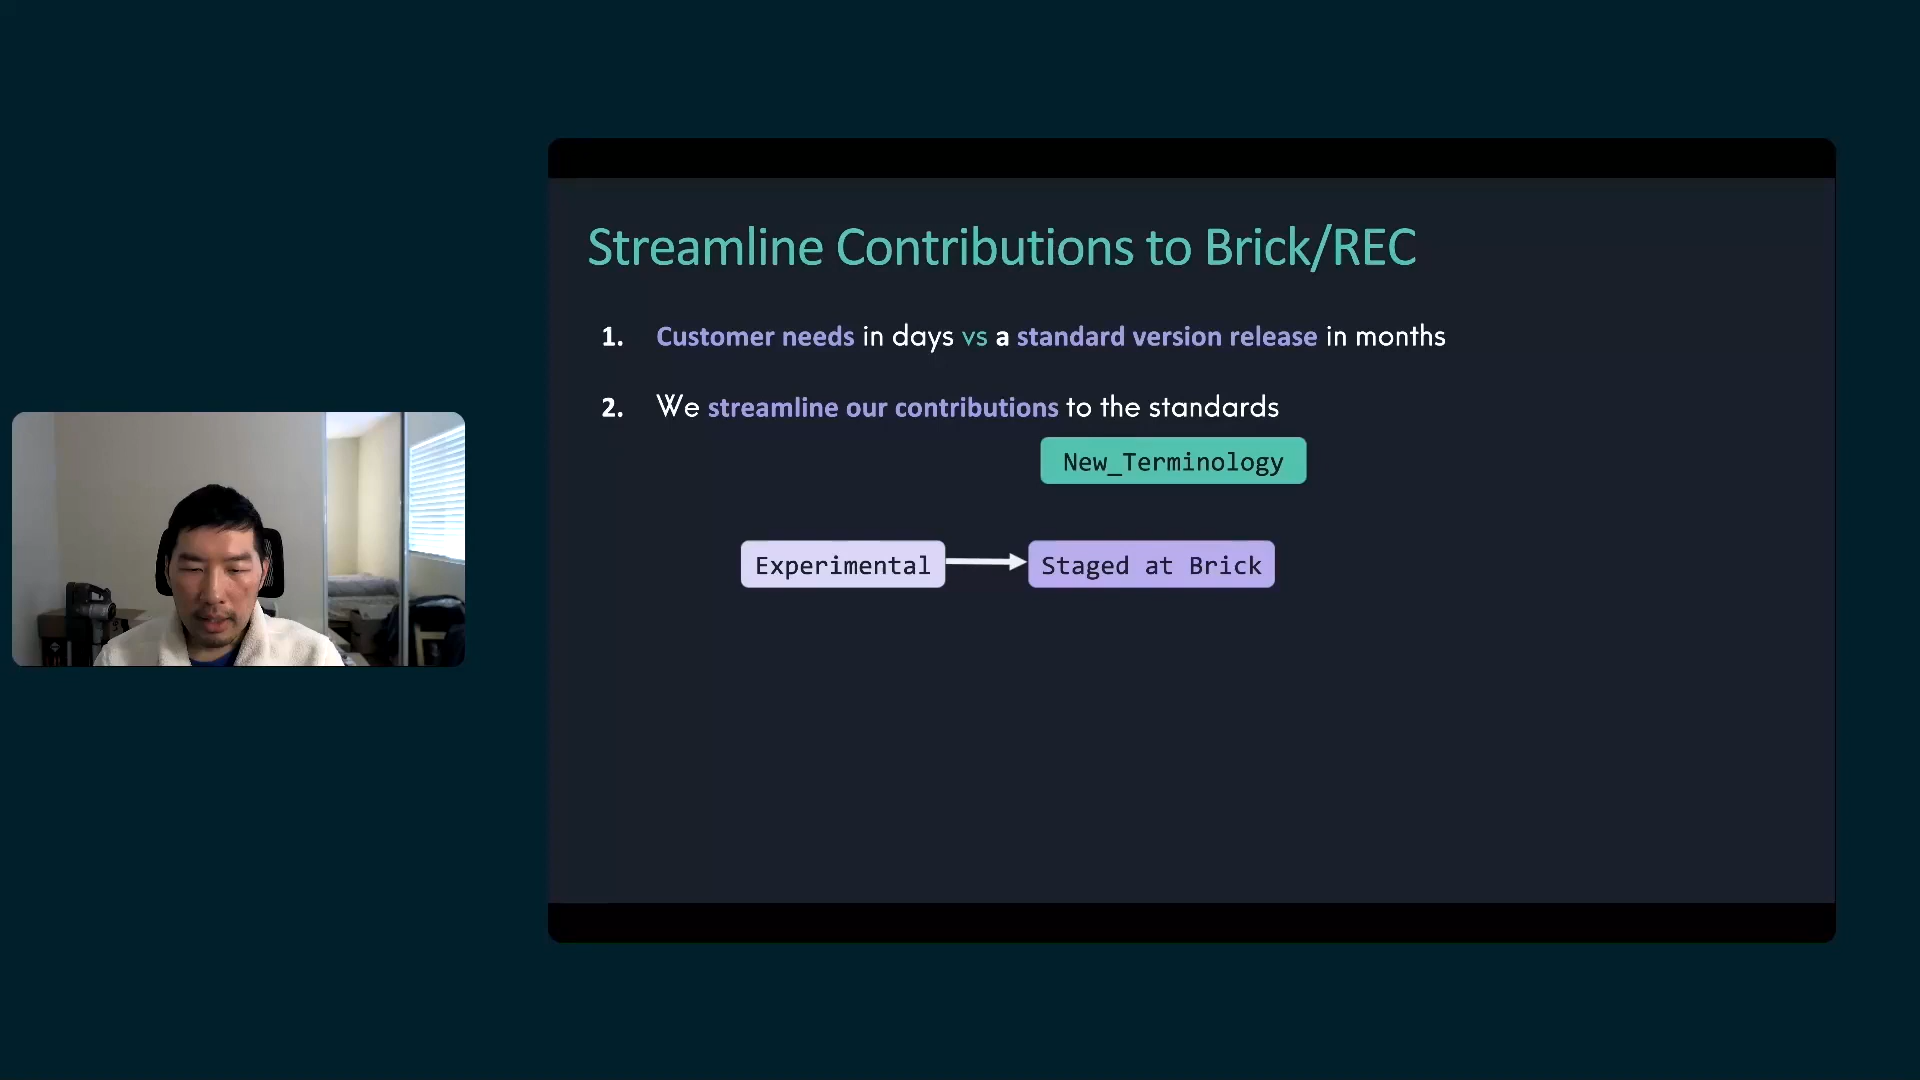 Streamline Contributions to Brick/REC
1. Customer needs in days vs a standard version release in months
2. We streamline our contributions to the standards
New_Terminology
Experimental
Staged at Brick